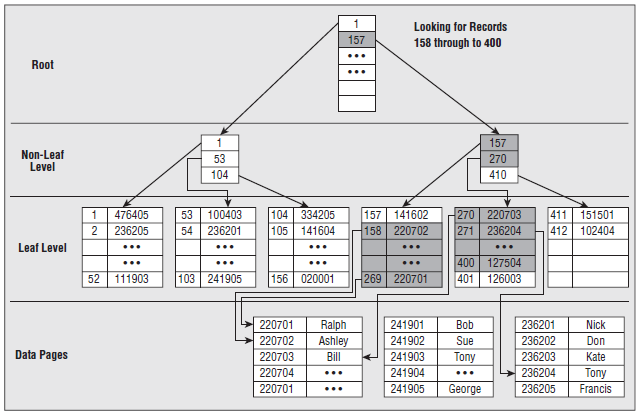 Looking for Records
158 through to 400
Root
1
157
•••
•••
Non-Leaf
Level
1
53
104
157
270
410
Leaf Level
1 476405
2 236205
••• •••
52 111903
53 100403
54 236201
••• •••
103 241905
104 334205
105 141604
••• •••
156 020001
157 141602
158 220702
••• •••
269 220701
270 220703
271 236204
•••
400 127504
401 126003
411 151501
412 102404
Data Pages
220701 Ralph
220702 Ashley
220703 Bill
220704 •••
220701 •••
241901 Bob
241902 Sue
241903 Tony
241904 •••
241905 George
236201 Nick
236202 Don
236203 Kate
236204 Tony
236205 Francis